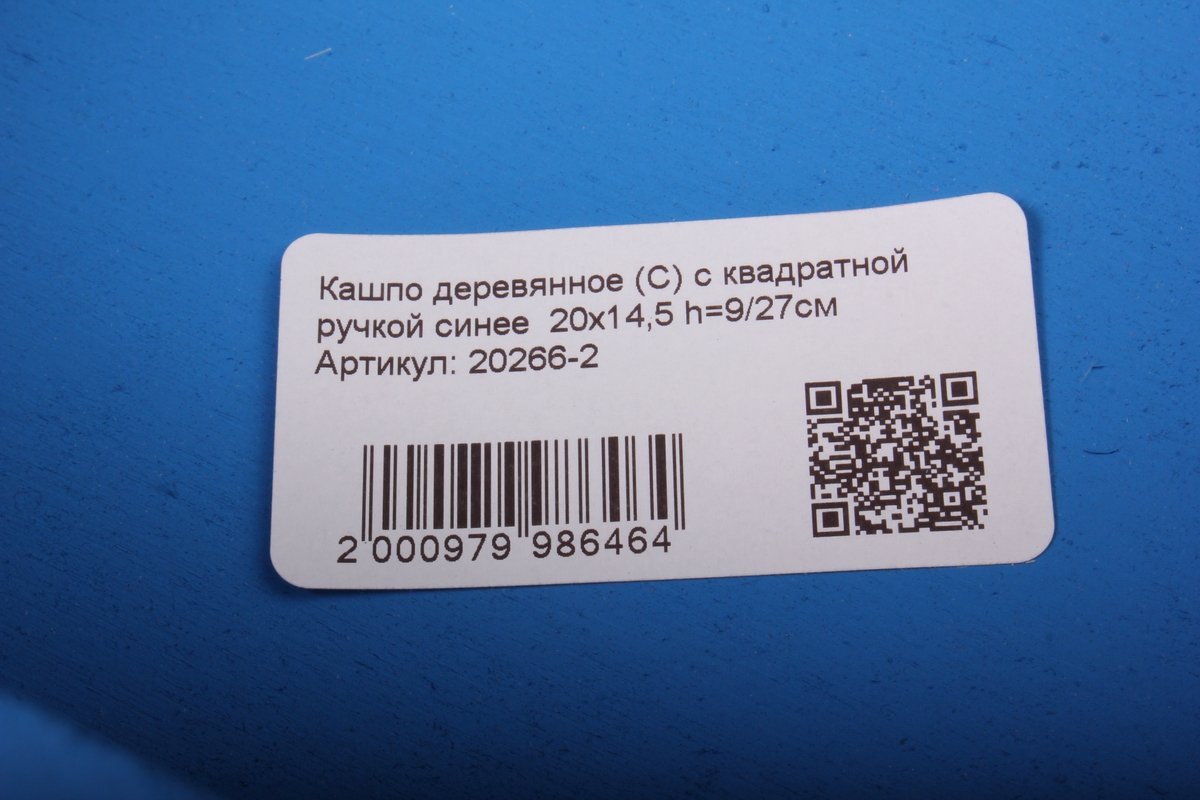 Кашпо деревянное (С) с квадратной
ручкой синее  20х14,5 h=9/27см
Артикул: 20266-2
2 000979 986464